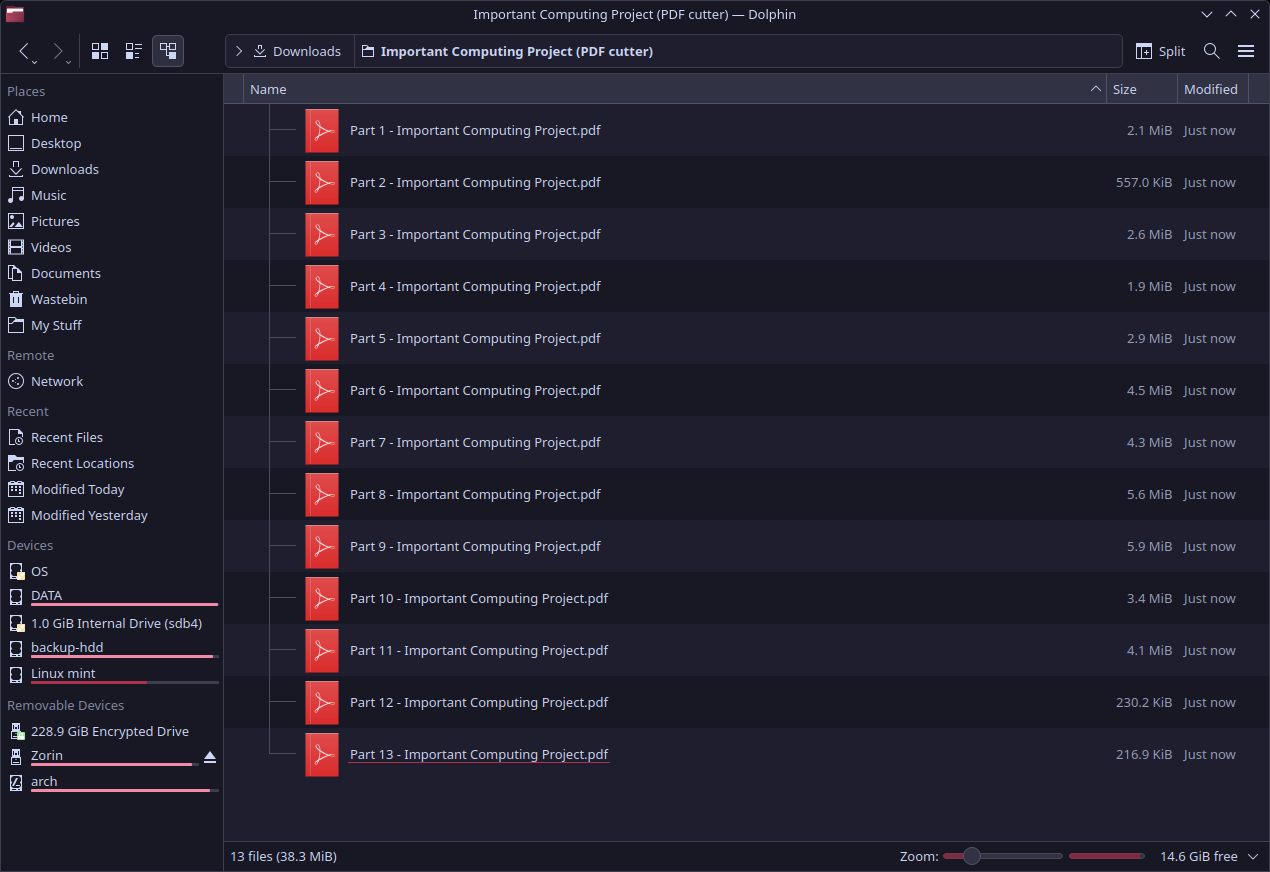 Important Computing Project (PDF cutter) — Dolphin
Downloads
Important Computing Project (PDF cutter)
Split
Places
Home
Desktop
Downloads
Music
Pictures
Videos
Documents
Wastebin
My Stuff
Remote
Network
Recent
Recent Files
Recent Locations
Modified Today
Modified Yesterday
Devices
OS
DATA
1.0 GiB Internal Drive (sdb4)
backup-hdd
Linux mint
Removable Devices
228.9 GiB Encrypted Drive
Zorin
arch
Name Size Modified
Part 1 - Important Computing Project.pdf 2.1 MiB Just now
Part 2 - Important Computing Project.pdf 557.0 KiB Just now
Part 3 - Important Computing Project.pdf 2.6 MiB Just now
Part 4 - Important Computing Project.pdf 1.9 MiB Just now
Part 5 - Important Computing Project.pdf 2.9 MiB Just now
Part 6 - Important Computing Project.pdf 4.5 MiB Just now
Part 7 - Important Computing Project.pdf 4.3 MiB Just now
Part 8 - Important Computing Project.pdf 5.6 MiB Just now
Part 9 - Important Computing Project.pdf 5.9 MiB Just now
Part 10 - Important Computing Project.pdf 3.4 MiB Just now
Part 11 - Important Computing Project.pdf 4.1 MiB Just now
Part 12 - Important Computing Project.pdf 230.2 KiB Just now
Part 13 - Important Computing Project.pdf 216.9 KiB Just now
13 files (38.3 MiB)
Zoom:
14.6 GiB free